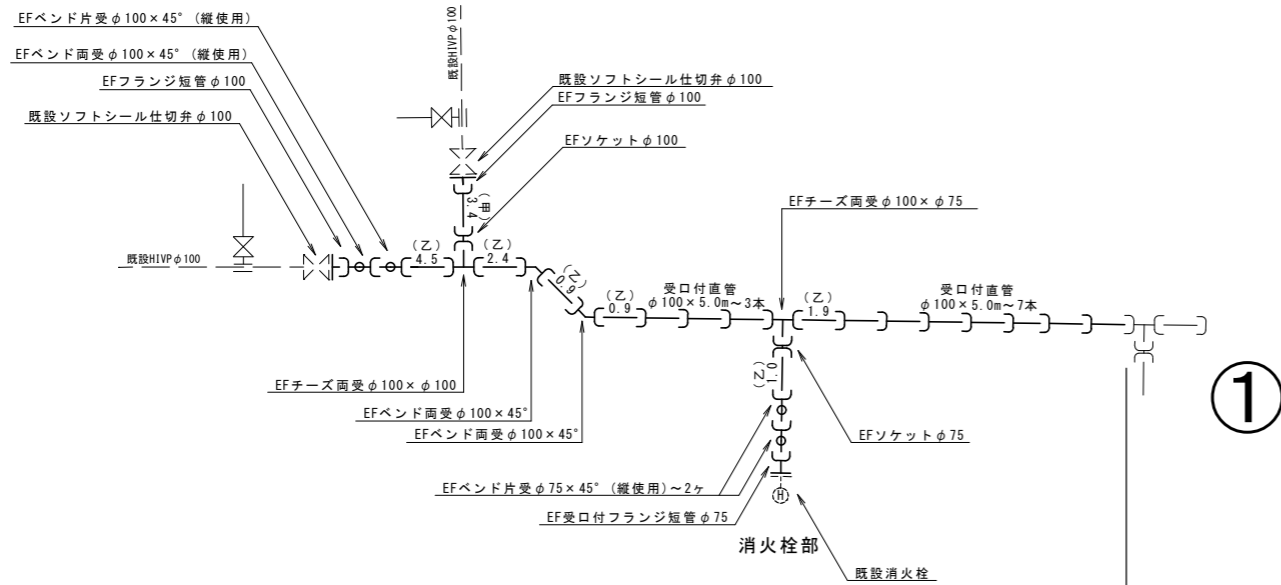 EFベンド片受φ100×45°(縦使用)
EFベンド両受φ100×45°(縦使用)
EFフランジ短管φ100
既設ソフトシール仕切弁φ100
既設HIVPφ100
既設ソフトシール仕切弁φ100
EFフランジ短管φ100
EFソケットφ100
(甲)
3.4
EFチーズ両受φ100×φ75
既設HIVPφ100
(乙)
4.5
(乙)
2.4
(乙)
0.9
(乙)
0.9
受口付直管
φ100×5.0m～3本
(乙)
1.9
受口付直管
φ100×5.0m～7本
0.1
(乙)
①
EFチーズ両受φ100×φ100
EFベンド両受φ100×45°
EFベンド両受φ100×45°
EFソケットφ75
EFベンド片受φ75×45°(縦使用)～2ヶ
EF受口付フランジ短管φ75
H
消火栓部
既設消火栓